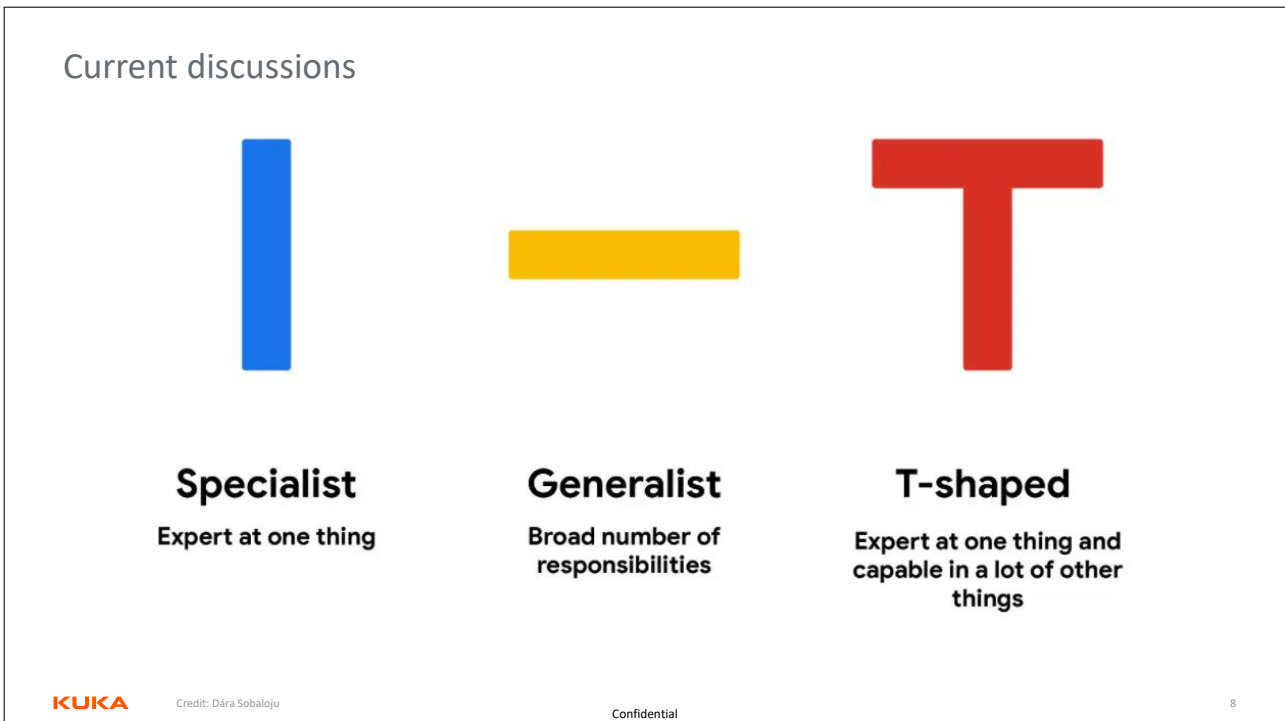 Current discussions
Specialist
Expert at one thing
Generalist
Broad number of
responsibilities
T-shaped
Expert at one thing and
capable in a lot of other
things
KUKA
Credit: Dára Sobaloju
Confidential
8